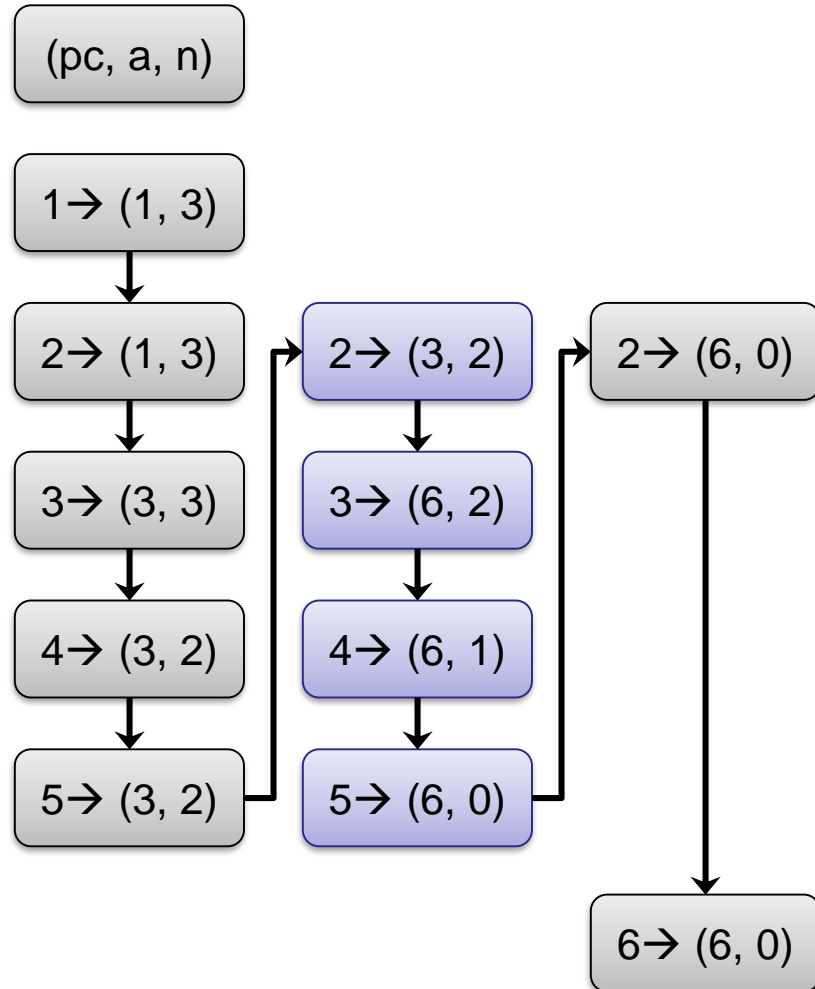 (pc, a, n)
1→ (1, 3)
2→ (1, 3)
3→ (3, 3)
4→ (3, 2)
5→ (3, 2)
2→ (3, 2)
3→ (6, 2)
4→ (6, 1)
5→ (6, 0)
2→ (6, 0)
6→ (6, 0)